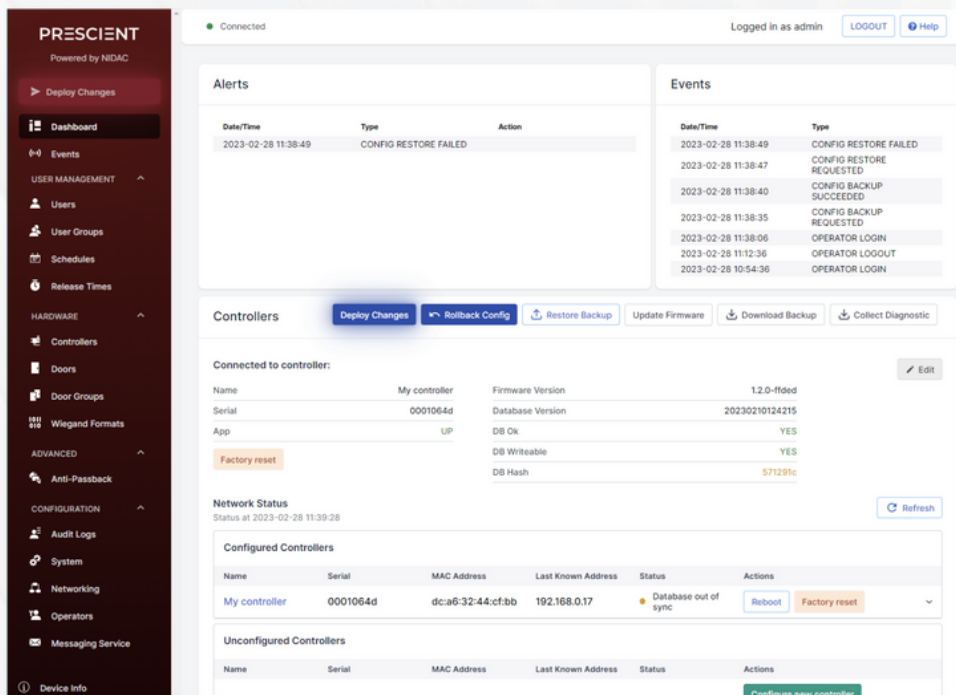 PRESCIENT
Powered by NIDAC
Deploy Changes
Dashboard
Events
USER MANAGEMENT
Users
User Groups
Schedules
Release Times
HARDWARE
Controllers
Doors
Door Groups
Wiegand Formats
ADVANCED
Anti-Passback
CONFIGURATION
Audit Logs
System
Networking
Operators
Messaging Service
Device Info
Connected
Logged in as admin LOGOUT Help
Alerts
Date/Time Type Action
2023-02-28 11:38:49 CONFIG RESTORE FAILED
Events
Date/Time Type
2023-02-28 11:38:49 CONFIG RESTORE FAILED
2023-02-28 11:38:47 CONFIG RESTORE
REQUESTED
2023-02-28 11:38:40 CONFIG BACKUP
SUCCEEDED
2023-02-28 11:38:35 CONFIG BACKUP
REQUESTED
2023-02-28 11:38:06 OPERATOR LOGIN
2023-02-28 11:12:36 OPERATOR LOGOUT
2023-02-28 10:54:36 OPERATOR LOGIN
Controllers Deploy Changes Rollback Config Restore Backup Update Firmware Download Backup Collect Diagnostic
Connected to controller: Edit
Name My controller Firmware Version 1.2.0-ffded
Serial 0001064d Database Version 20230210124215
App UP DB Ok YES
Factory reset DB Writeable YES
DB Hash 571291c
Network Status
Status at 2023-02-28 11:39:28 Refresh
Configured Controllers
Name Serial MAC Address Last Known Address Status Actions
My controller 0001064d dc:a6:32:44:cf:bb 192.168.0.17 Database out of
sync Reboot Factory reset
Unconfigured Controllers
Name Serial MAC Address Last Known Address Status Actions
Configure new controller